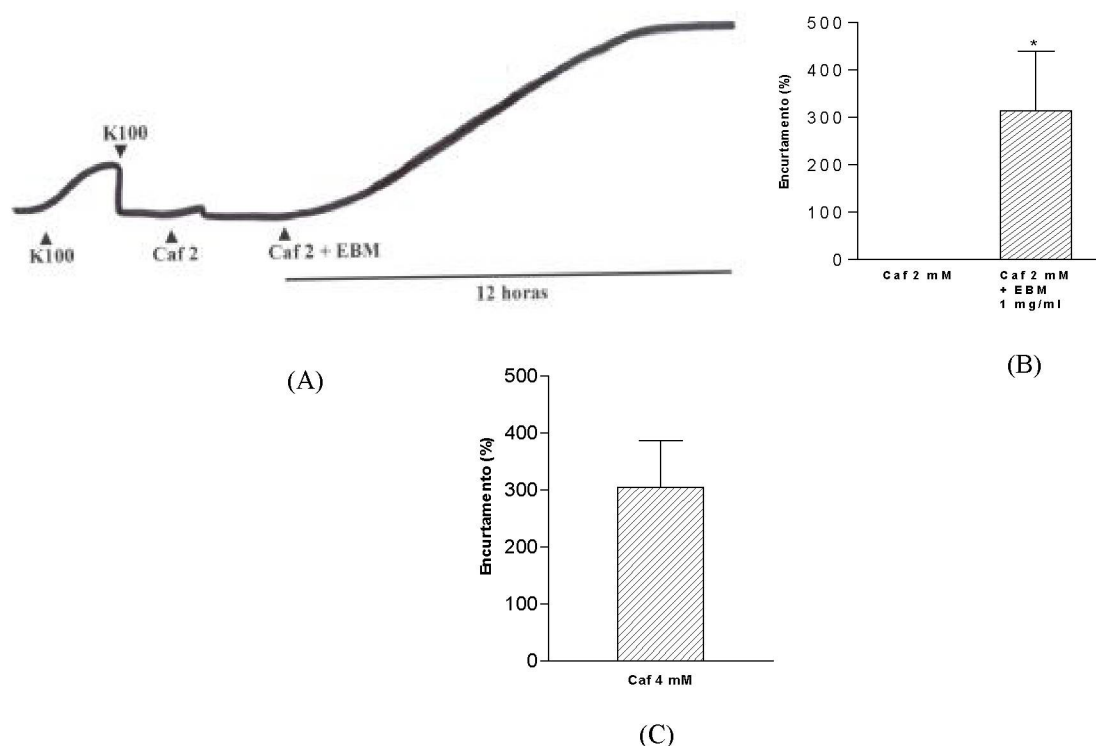 K100
K100
Caf 2
Caf 2 + EBM
12 horas
(A)
Encurtamento (%)
500
400
300
200
100
0
*
Caf 2 mM
Caf 2 mM
+ EBM
1 mg/ml
(B)
Encurtamento (%)
500
400
300
200
100
0
Caf 4 mM
(C)